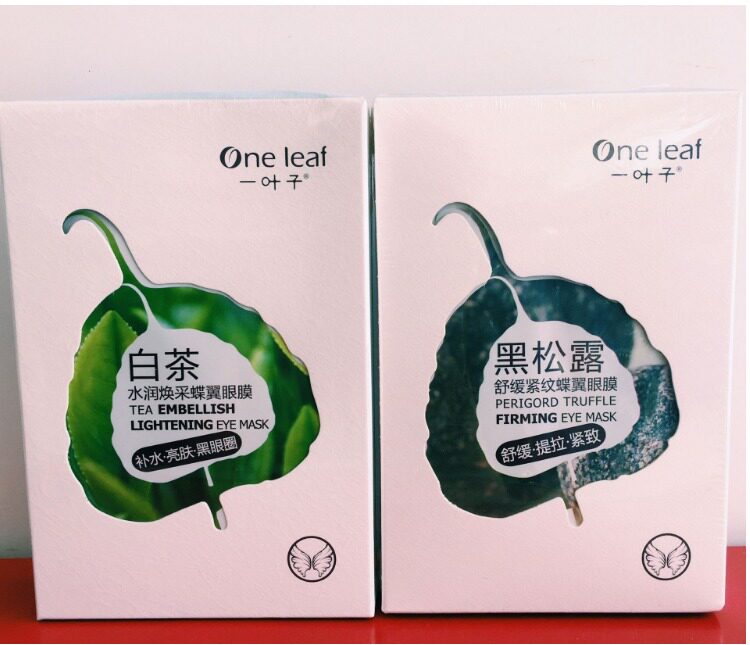 One leaf
一叶子®
白茶
水润焕采蝶翼眼膜
TEA EMBELLISH
LIGHTENING EYE MASK
补水·亮肤·黑眼圈
One leaf
一叶子®
黑松露
舒缓紧纹蝶翼眼膜
PERIGORD TRUFFLE
FIRMING EYE MASK
舒缓·提拉·紧致